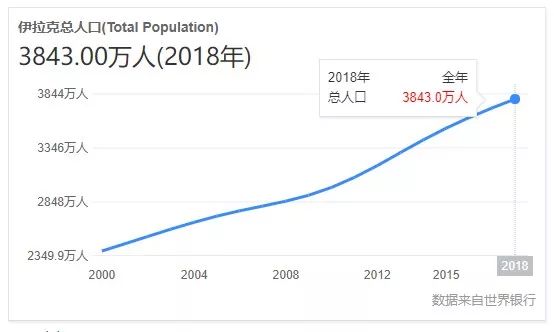 伊拉克总人口(Total Population)
3843.00万人(2018年)
2018年 全年
总人口 3843.0万人
3844万人
3346万人
2848万人
2349.9万人
2000 2004 2008 2012 2015 2018
数据来自世界银行